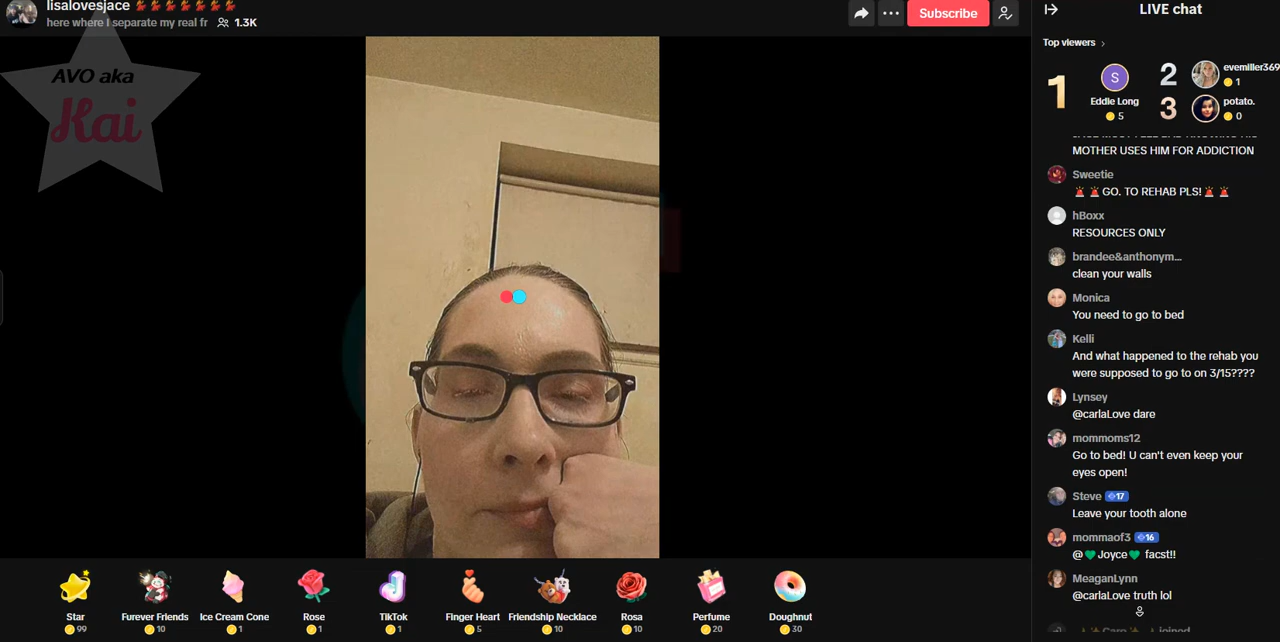 lisalovesjace
here where I separate my real fr 1.3K
Subscribe
AVO aka
Kai
LIVE chat
Top viewers
1
S
Eddie Long
5
2
evemiller369
1
3
potato.
0
MOTHER USES HIM FOR ADDICTION
Sweetie
🚨🚨GO. TO REHAB PLS!🚨🚨
hBoxx
RESOURCES ONLY
brandee&anthonym...
clean your walls
Monica
You need to go to bed
Kelli
And what happened to the rehab you
were supposed to go to on 3/15????
Lynsey
@carlaLove dare
mommoms12
Go to bed! U can't even keep your
eyes open!
Steve 17
Leave your tooth alone
mommaof3 16
@💚Joyce💚 facst!!
MeaganLynn
@carlaLove truth lol
Star
99
Furever Friends
10
Ice Cream Cone
1
Rose
1
TikTok
1
Finger Heart
5
Friendship Necklace
10
Rosa
10
Perfume
20
Doughnut
30